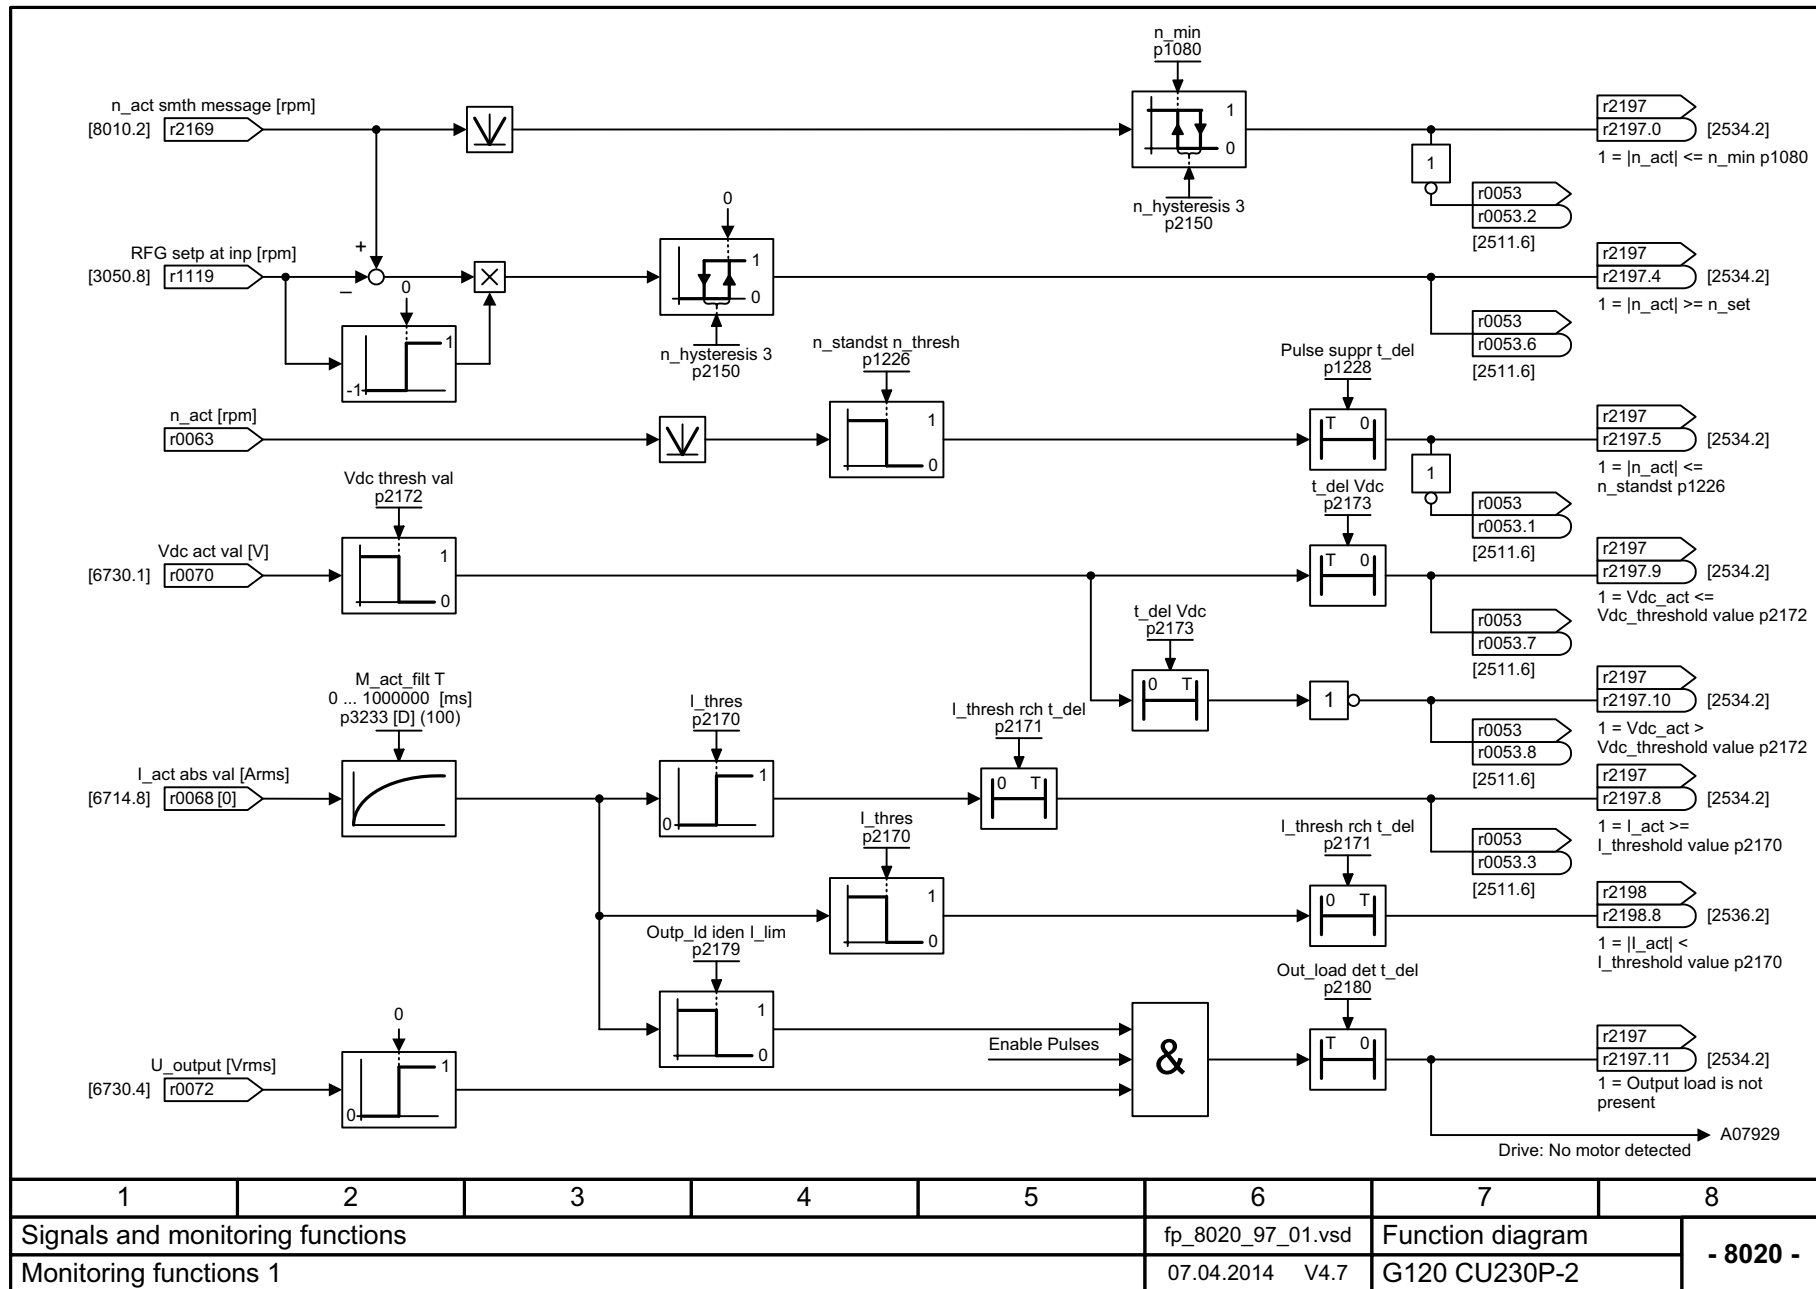 n_min
p1080
n_act smth message [rpm]
[8010.2] r2169
1
0
r2197
r2197.0 [2534.2]
1 = |n_act| <= n_min p1080
1
n_hysteresis 3
p2150
r0053
r0053.2
[2511.6]
0
RFG setp at inp [rpm]
+
[3050.8] r1119
–
0
1
0
r2197
r2197.4 [2534.2]
1 = |n_act| >= n_set
1
-1
n_hysteresis 3
p2150
r0053
r0053.6
[2511.6]
n_standst n_thresh
p1226
Pulse suppr t_del
p1228
n_act [rpm]
r0063
1
0
T 0
r2197
r2197.5 [2534.2]
1 = |n_act| <=
n_standst p1226
1
r0053
r0053.1
[2511.6]
Vdc thresh val
p2172
t_del Vdc
p2173
Vdc act val [V]
[6730.1] r0070
1
0
T 0
r2197
r2197.9 [2534.2]
1 = Vdc_act <=
Vdc_threshold value p2172
r0053
r0053.7
[2511.6]
t_del Vdc
p2173
0 T
1
r2197
r2197.10 [2534.2]
1 = Vdc_act >
Vdc_threshold value p2172
r0053
r0053.8
[2511.6]
M_act_filt T
0 ... 1000000 [ms]
p3233 [D] (100)
I_thres
p2170
I_thresh rch t_del
p2171
I_act abs val [Arms]
[6714.8] r0068 [0]
1
0
0 T
r2197
r2197.8 [2534.2]
1 = I_act >=
I_threshold value p2170
r0053
r0053.3
[2511.6]
I_thres
p2170
I_thresh rch t_del
p2171
1
0
0 T
r2198
r2198.8 [2536.2]
1 = |I_act| <
I_threshold value p2170
Outp_ld iden I_lim
p2179
1
0
Out_load det t_del
p2180
0
U_output [Vrms]
[6730.4] r0072
1
0
Enable Pulses
&
T 0
r2197
r2197.11 [2534.2]
1 = Output load is not
present
A07929
Drive: No motor detected
1 2 3 4 5 6 7 8
Signals and monitoring functions fp_8020_97_01.vsd Function diagram
- 8020 -
Monitoring functions 1 07.04.2014 V4.7 G120 CU230P-2